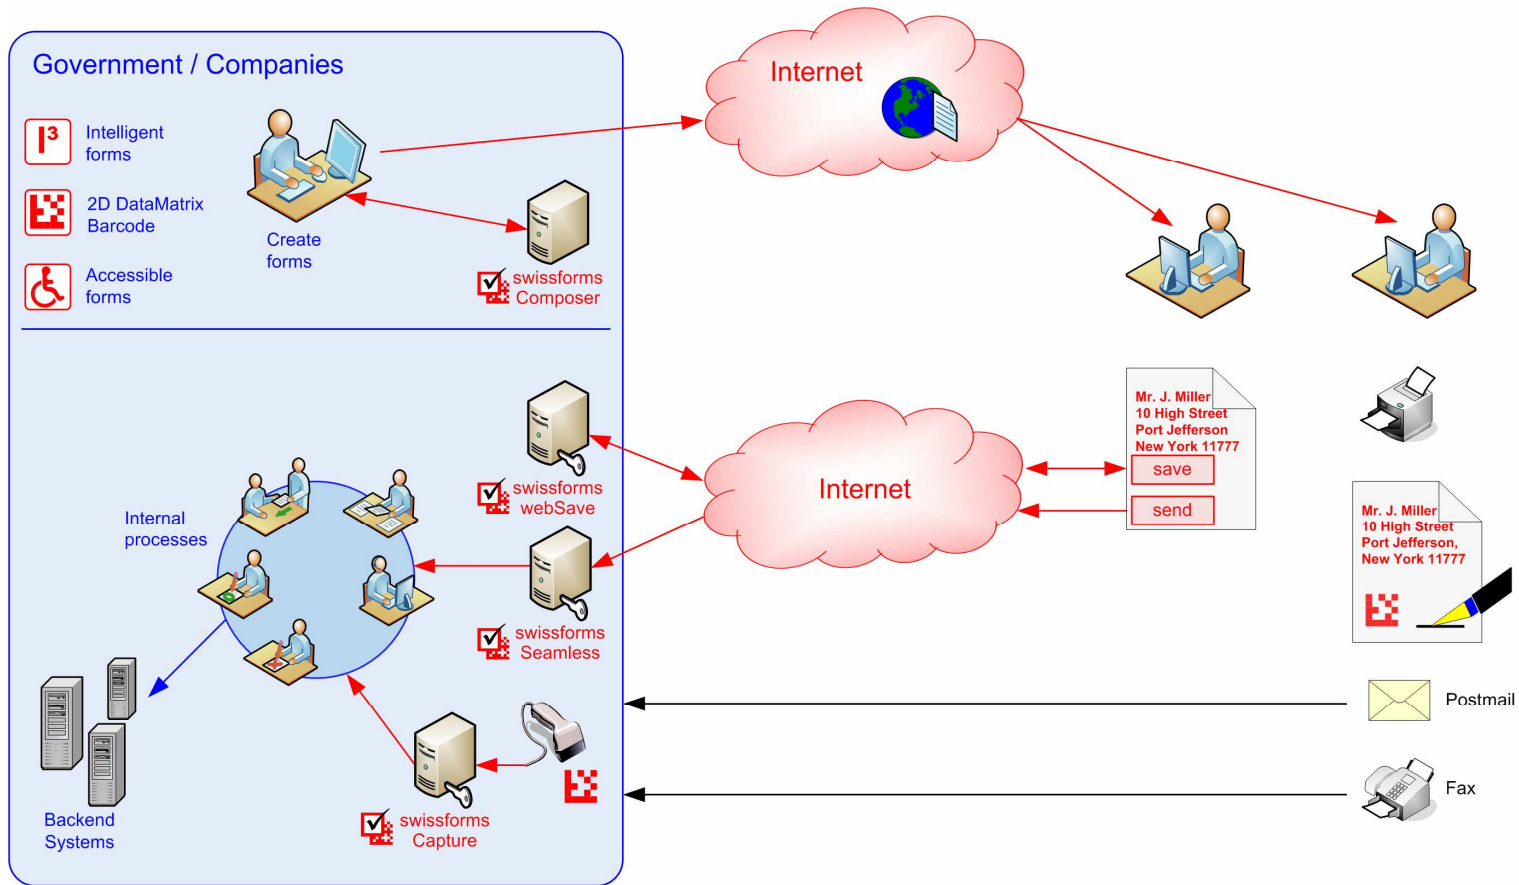 Government / Companies
I³
Intelligent
forms
2D DataMatrix
Barcode
Accessible
forms
Create
forms
swissforms
Composer
Internet
swissforms
webSave
Internal
processes
swissforms
Seamless
Backend
Systems
swissforms
Capture
Internet
Mr. J. Miller
10 High Street
Port Jefferson
New York 11777
save
send
Mr. J. Miller
10 High Street
Port Jefferson,
New York 11777
Postmail
Fax